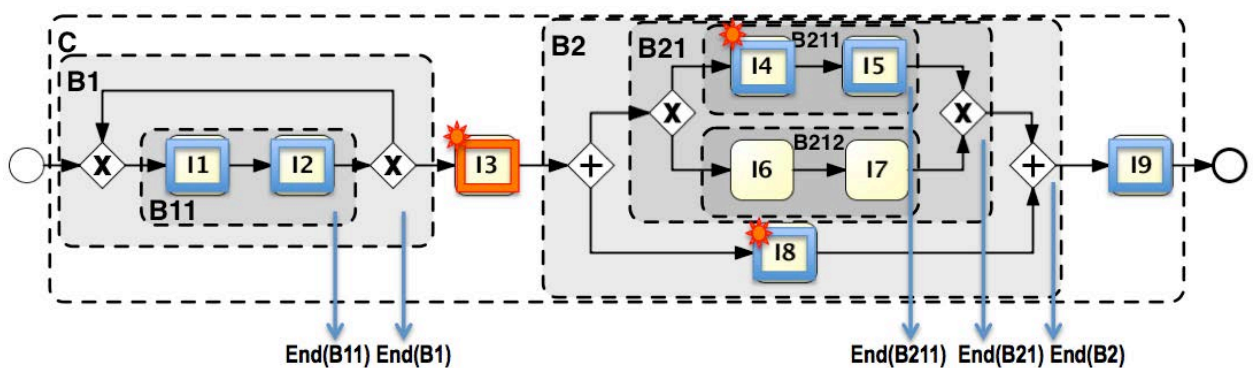 C
B1
X
I1
I2
X
B11
I3
B2
+
B21
X
B211
I4
I5
B212
I6
I7
X
I8
+
I9
End(B11) End(B1)
End(B211) End(B21) End(B2)